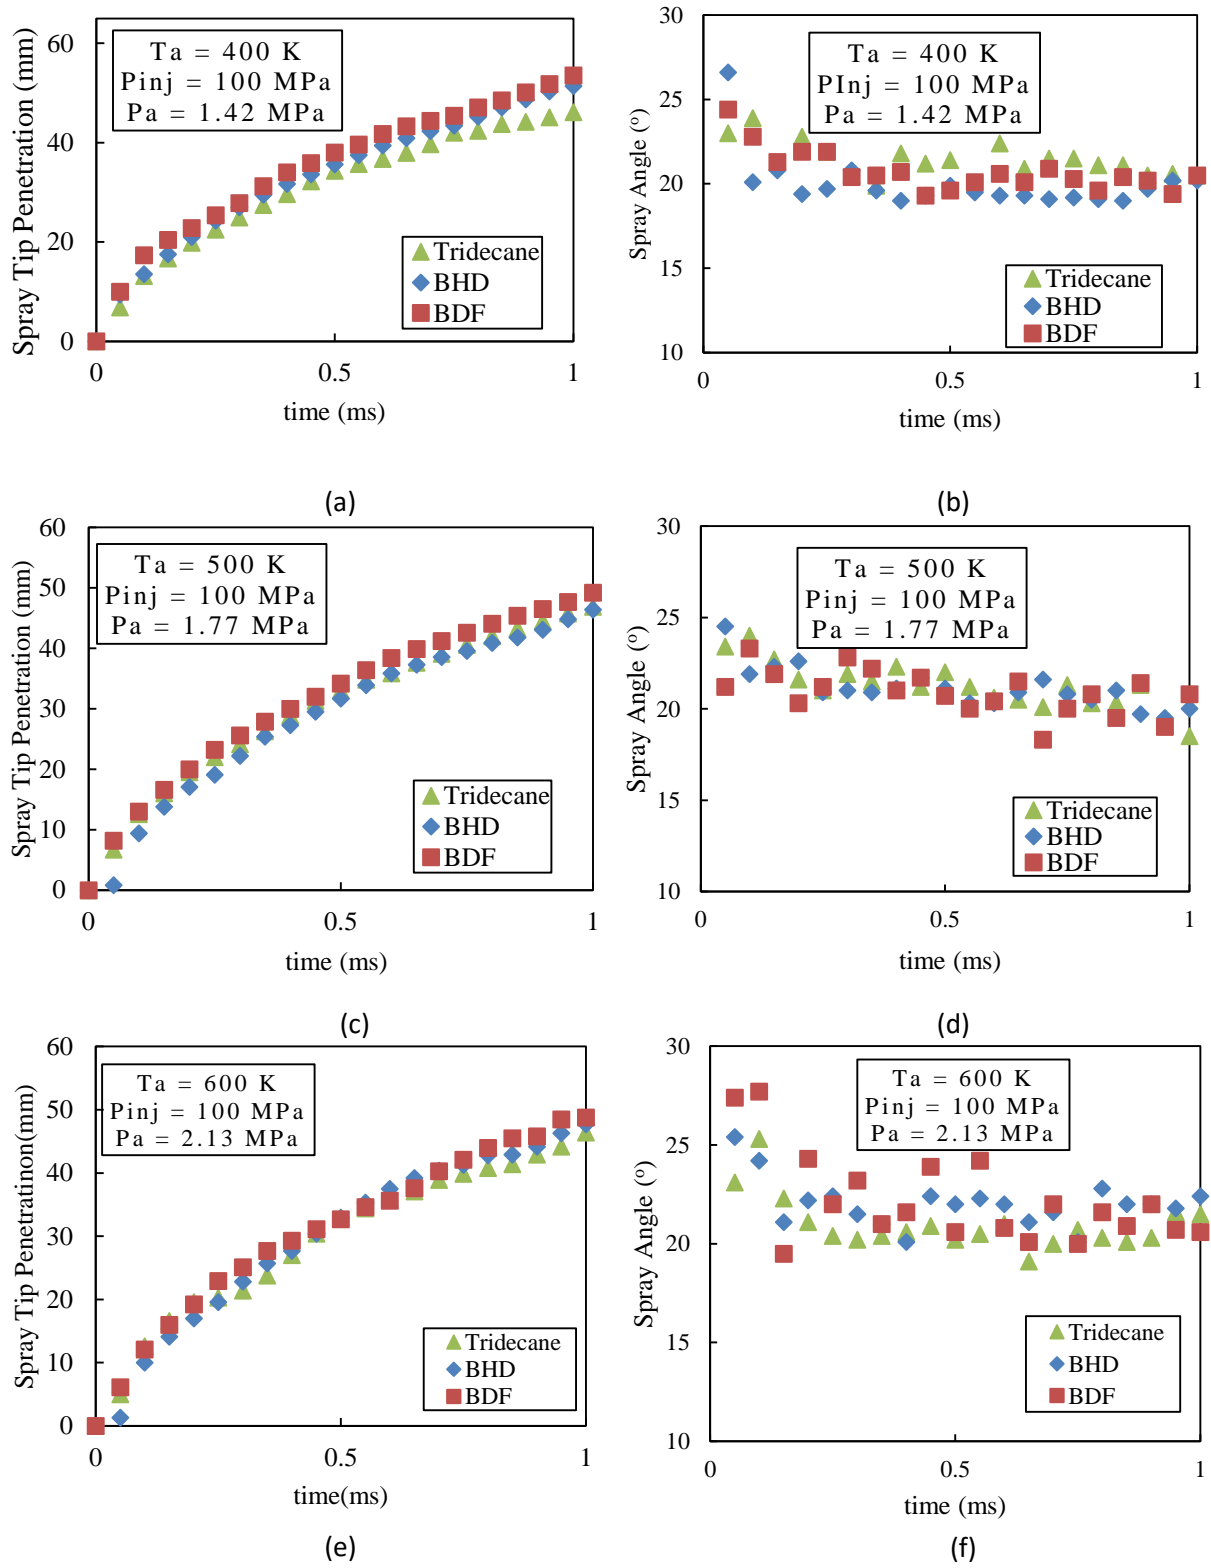 Spray Tip Penetration (mm)
60
40
20
0
Ta = 400 K
Pinj = 100 MPa
Pa = 1.42 MPa
Tridecane
BHD
BDF
0 0.5 1
time (ms)
(a)
Spray Angle (o)
30
25
20
15
10
Ta = 400 K
PInj = 100 MPa
Pa = 1.42 MPa
Tridecane
BHD
BDF
0 0.5 1
time (ms)
(b)
Spray Tip Penetration (mm)
60
50
40
30
20
10
0
Ta = 500 K
Pinj = 100 MPa
Pa = 1.77 MPa
Tridecane
BHD
BDF
0 0.5 1
time (ms)
(c)
Spray Angle (o)
30
25
20
15
10
Ta = 500 K
Pinj = 100 MPa
Pa = 1.77 MPa
Tridecane
BHD
BDF
0 0.5 1
time (ms)
(d)
Spray Tip Penetratinon(mm)
60
50
40
30
20
10
0
Ta = 600 K
Pinj = 100 MPa
Pa = 2.13 MPa
Tridecane
BHD
BDF
0 0.5 1
time(ms)
(e)
Spray Angle (o)
30
25
20
15
10
Ta = 600 K
Pinj = 100 MPa
Pa = 2.13 MPa
Tridecane
BHD
BDF
0 0.5 1
time (ms)
(f)